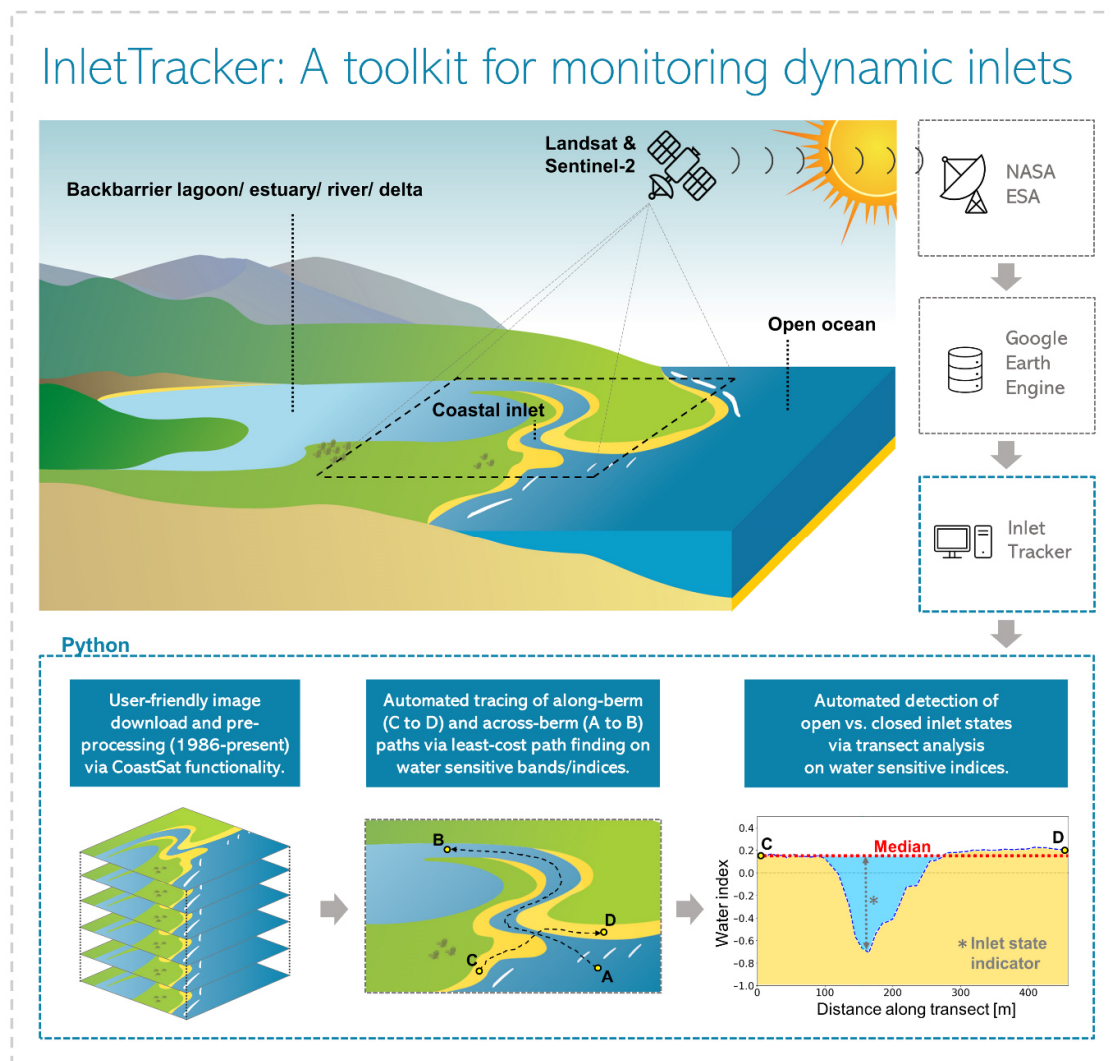 InletTracker: A toolkit for monitoring dynamic inlets
Landsat &
Sentinel-2
Backbarrier lagoon/ estuary/ river/ delta
Open ocean
Coastal inlet
NASA
ESA
Google
Earth
Engine
Inlet
Tracker
Python
User-friendly image
download and pre-
processing (1986-present)
via CoastSat functionality.
Automated tracing of along-berm
(C to D) and across-berm (A to B)
paths via least-cost path finding on
water sensitive bands/indices.
Automated detection of
open vs. closed inlet states
via transect analysis
on water sensitive indices.
B
D
C
A
Water index
0.4
0.2
0.0
−0.2
−0.4
−0.6
−0.8
−1.0
C
Median
D
*
* Inlet state
indicator
0
100
200
300
400
Distance along transect [m]